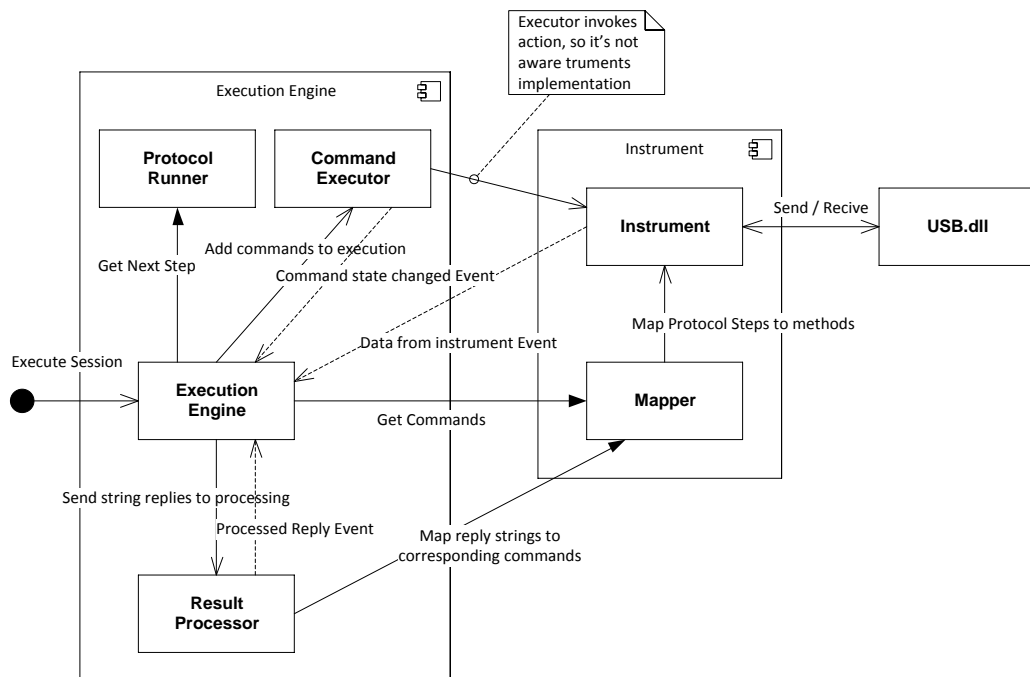 Executor invokes
action, so it's not
aware truments
implementation
Execution Engine
Protocol
Runner
Command
Executor
Instrument
Instrument
Send / Recive
USB.dll
Add commands to execution
Get Next Step
Command state changed Event
Map Protocol Steps to methods
Data from instrument Event
Execute Session
Execution
Engine
Get Commands
Mapper
Send string replies to processing
Processed Reply Event
Map reply strings to
corresponding commands
Result
Processor